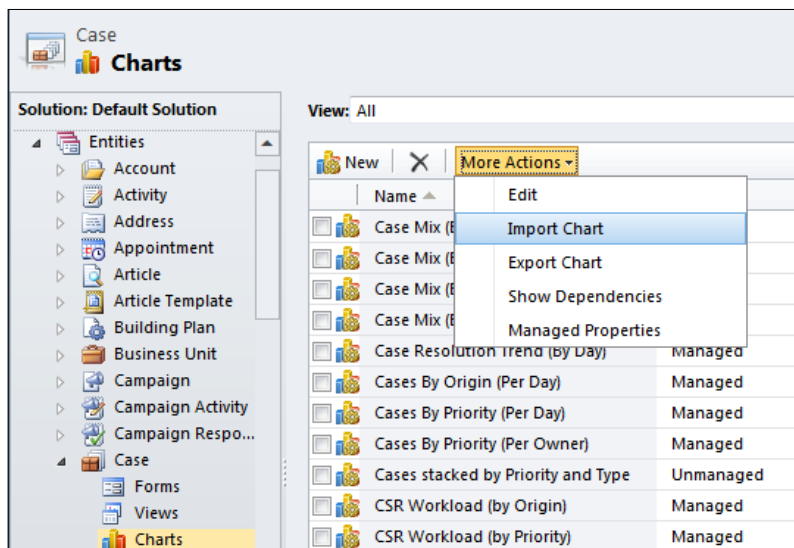 Case
Charts
Solution: Default Solution
Entities
Account
Activity
Address
Appointment
Article
Article Template
Building Plan
Business Unit
Campaign
Campaign Activity
Campaign Respo...
Case
Forms
Views
Charts
View: All
New
More Actions
Name
Edit
Import Chart
Export Chart
Show Dependencies
Managed Properties
Case Mix (
Case Mix (
Case Mix (
Case Mix (
Case Resolution Trend (By Day) Managed
Cases By Origin (Per Day) Managed
Cases By Priority (Per Day) Managed
Cases By Priority (Per Owner) Managed
Cases stacked by Priority and Type Unmanaged
CSR Workload (by Origin) Managed
CSR Workload (by Priority) Managed